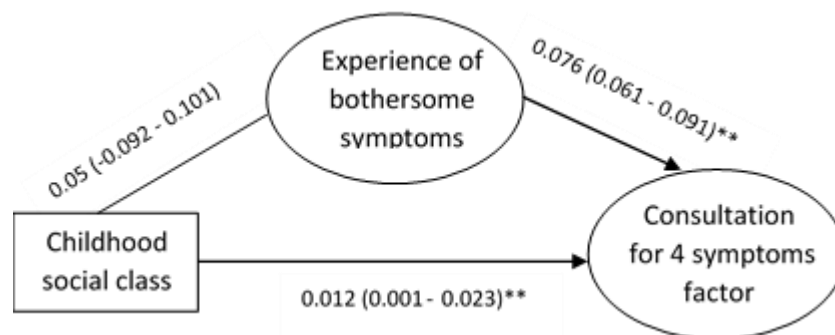 Experience of
bothersome
symptoms
0.05 (-0.092 - 0.101)
0.076 (0.061 - 0.091)**
Childhood
social class
Consultation
for 4 symptoms
factor
0.012 (0.001 - 0.023)**